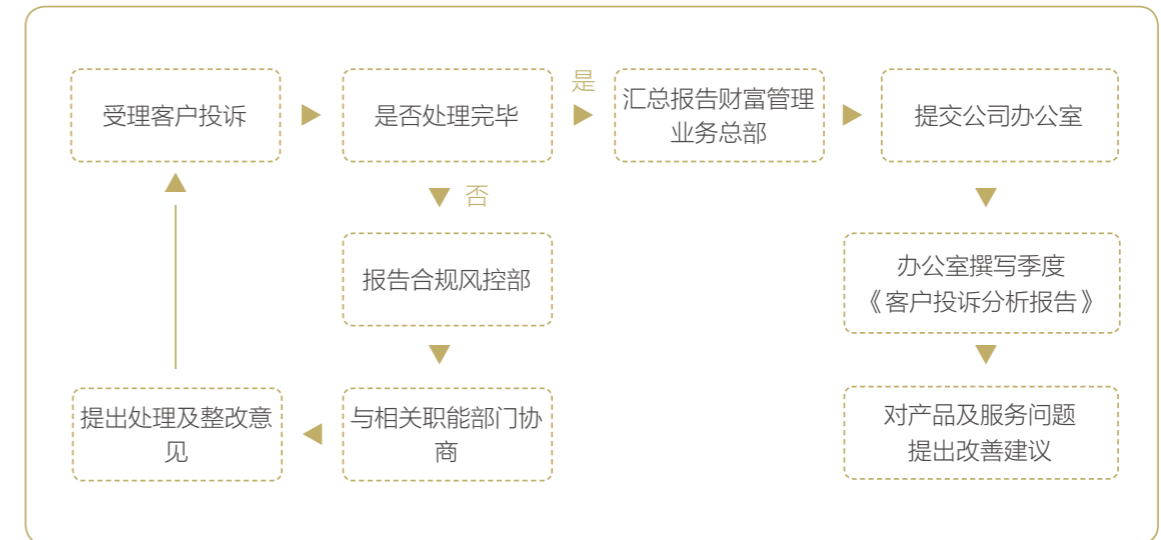 受理客户投诉
是否处理完毕
是
汇总报告财富管理
业务总部
提交公司办公室
否
报告合规风控部
办公室撰写季度
《客户投诉分析报告》
提出处理及整改意
见
与相关职能部门协
商
对产品及服务问题
提出改善建议